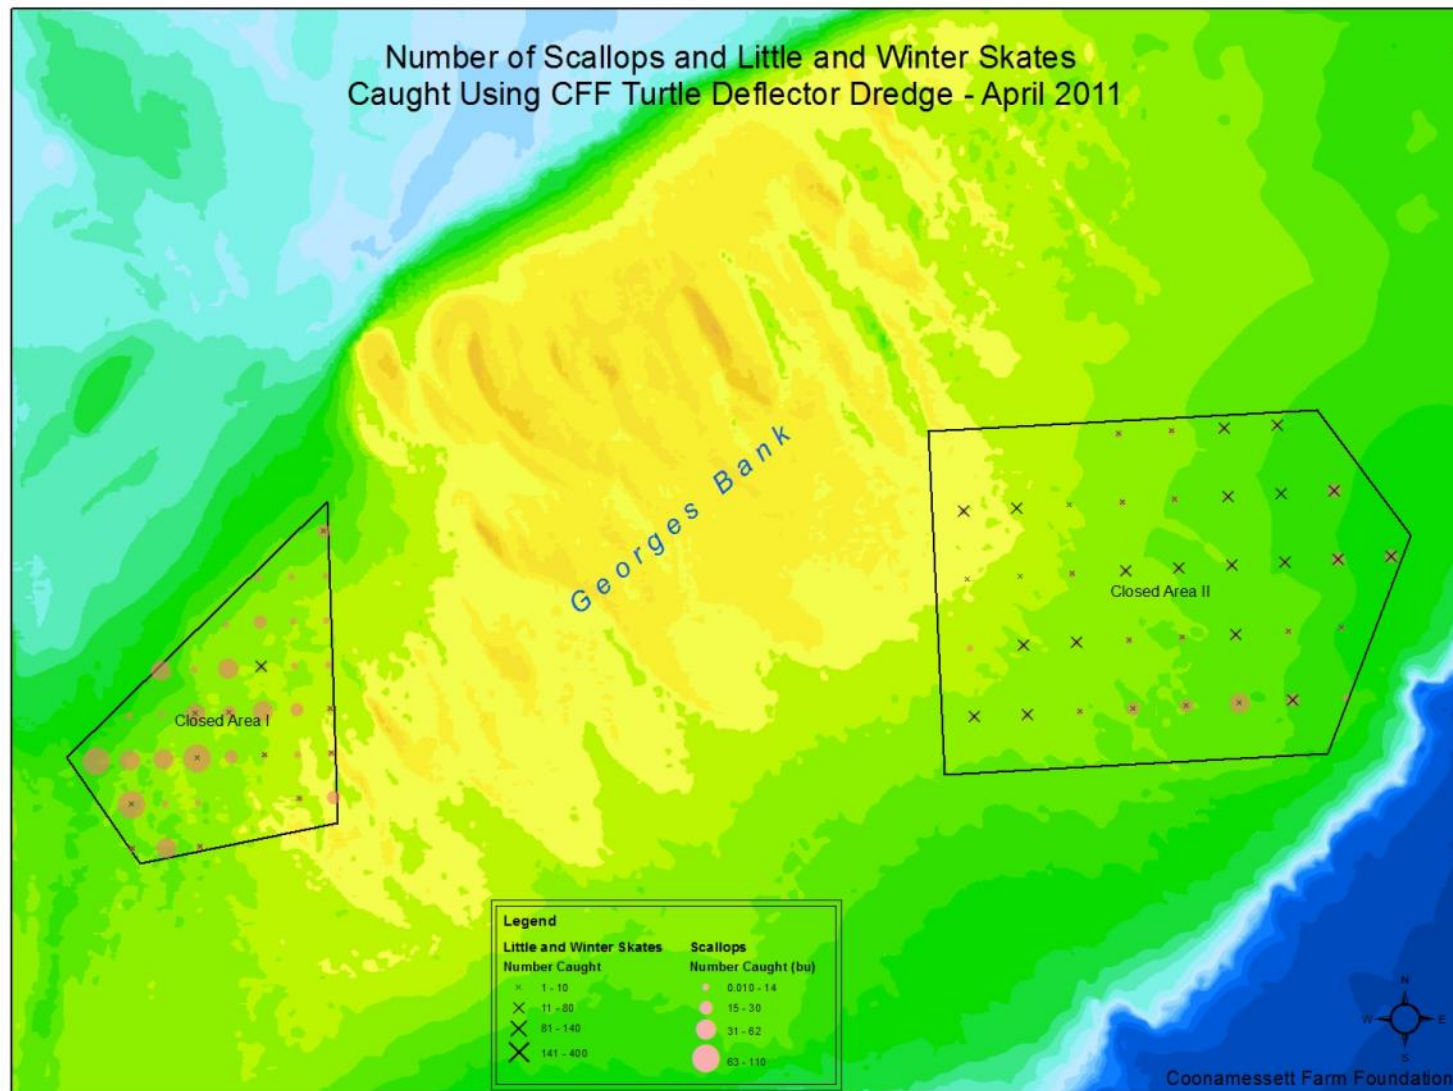 Number of Scallops and Little and Winter Skates
Caught Using CFF Turtle Deflector Dredge - April 2011
Georges Bank
Closed Area II
Closed Area I
Legend
Little and Winter Skates
Number Caught
1 - 10
11 - 80
81 - 140
141 - 400
Scallops
Number Caught (bu)
0.010 - 14
15 - 30
31 - 62
63 - 110
N
W E
S
Coonamessett Farm Foundation